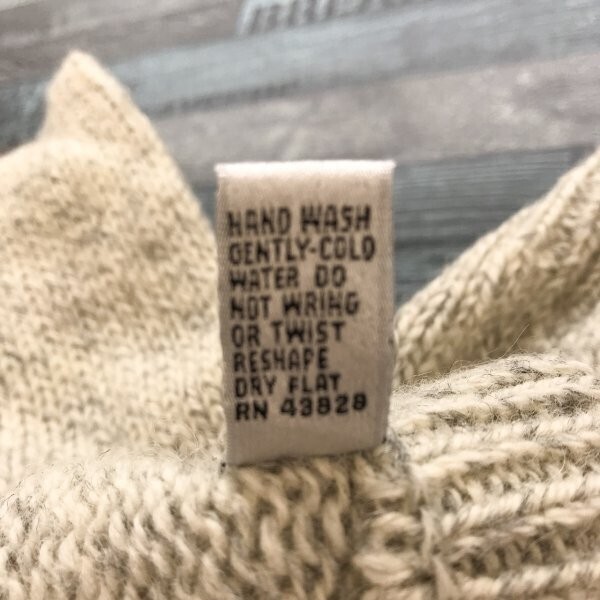 HAND WASH
GENTLY-COLD
WATER DO
NOT WRING
OR TWIST
RESHAPE
DRY FLAT
RN 43828